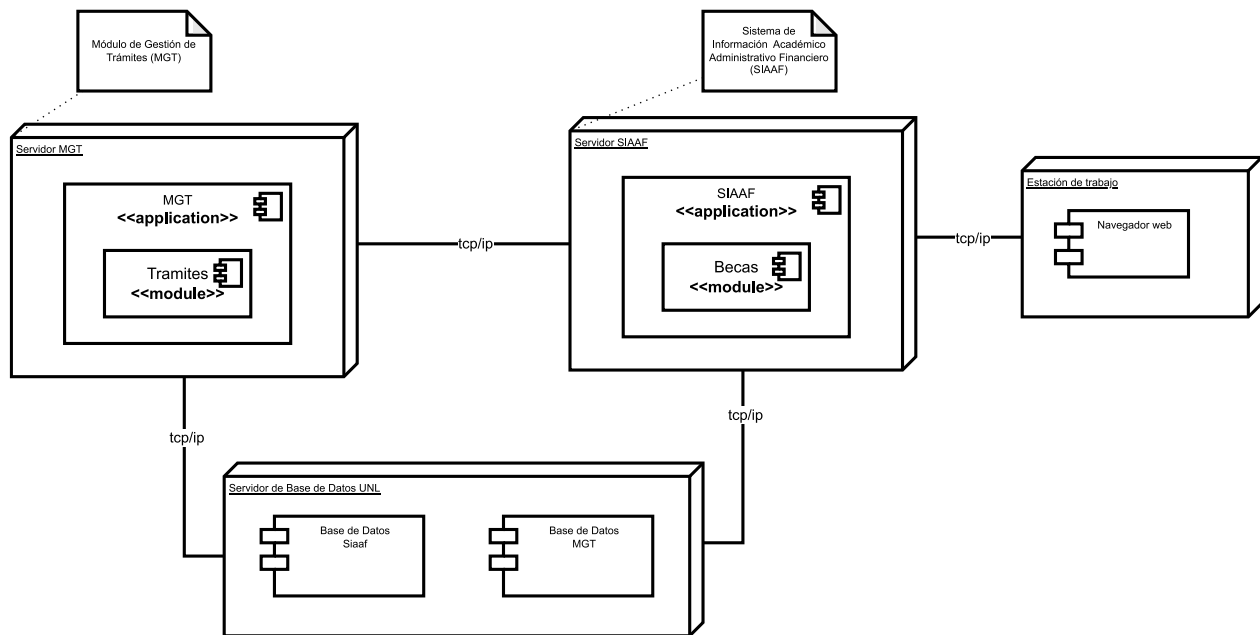 Módulo de Gestión de
Trámites (MGT)
Sistema de
Información Académico
Administrativo Financiero
(SIAAF)
Servidor MGT
MGT
<<application>>
Tramites
<<module>>
tcp/ip
Servidor SIAAF
SIAAF
<<application>>
Becas
<<module>>
tcp/ip
Estación de trabajo
Navegador web
tcp/ip
tcp/ip
Servidor de Base de Datos UNL
Base de Datos
Siaaf
Base de Datos
MGT